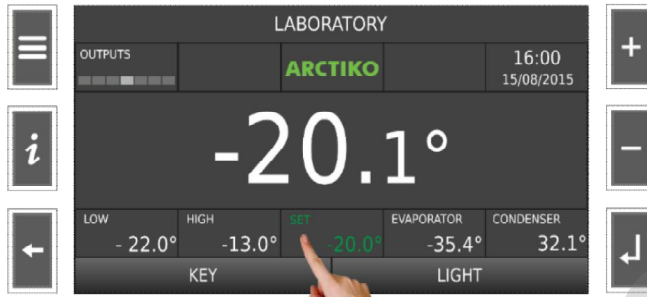 LABORATORY
OUTPUTS
ARCTIKO
16:00
15/08/2015
i
-20.1°
LOW
HIGH
SET
EVAPORATOR
CONDENSER
- 22.0°
-13.0°
-20.0°
-35.4°
32.1°
KEY
LIGHT
+
−